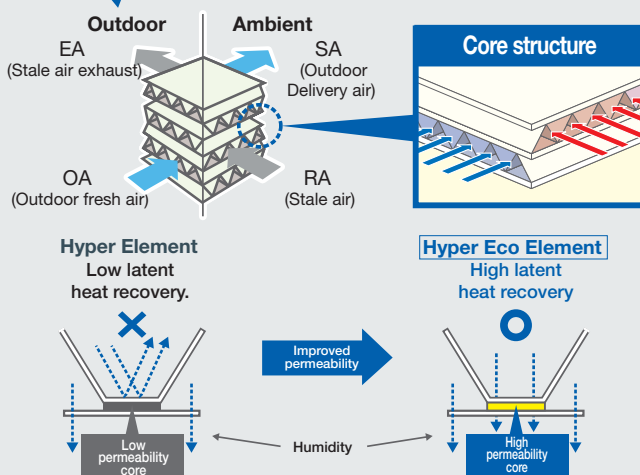 Outdoor
Ambient
EA
(Stale air exhaust)
SA
(Outdoor
Delivery air)
OA
(Outdoor fresh air)
RA
(Stale air)
Core structure
Hyper Element
Low latent
heat recovery.
Hyper Eco Element
High latent
heat recovery
Improved
permeability
Low
permeability
core
Humidity
High
permeability
core